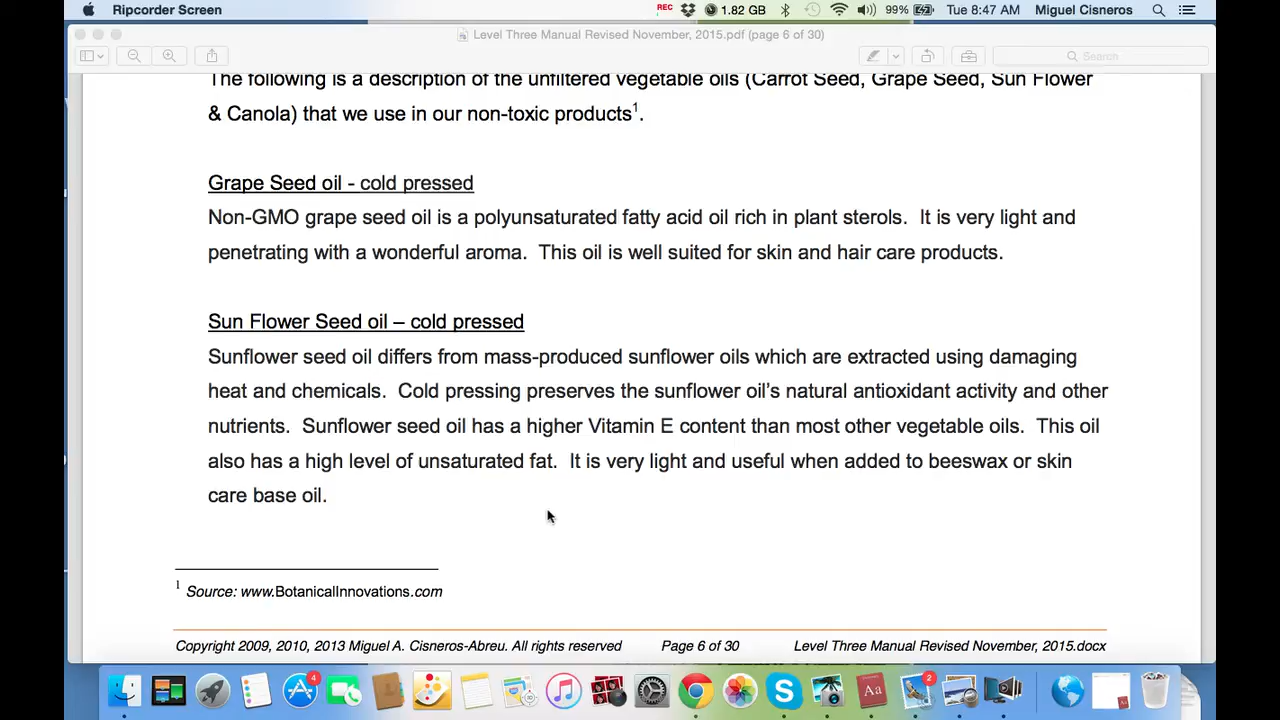 Ripcorder Screen
REC
1.82 GB
99%
Tue 8:47 AM
Miguel Cisneros
Level Three Manual Revised November, 2015.pdf (page 6 of 30)
Search
The following is a description of the unfiltered vegetable oils (Carrot Seed, Grape Seed, Sun Flower
& Canola) that we use in our non-toxic products¹.
Grape Seed oil - cold pressed
Non-GMO grape seed oil is a polyunsaturated fatty acid oil rich in plant sterols.  It is very light and
penetrating with a wonderful aroma.  This oil is well suited for skin and hair care products.
Sun Flower Seed oil – cold pressed
Sunflower seed oil differs from mass-produced sunflower oils which are extracted using damaging
heat and chemicals.  Cold pressing preserves the sunflower oil’s natural antioxidant activity and other
nutrients.  Sunflower seed oil has a higher Vitamin E content than most other vegetable oils.  This oil
also has a high level of unsaturated fat.  It is very light and useful when added to beeswax or skin
care base oil.
¹ Source: www.BotanicalInnovations.com
Copyright 2009, 2010, 2013 Miguel A. Cisneros-Abreu. All rights reserved
Page 6 of 30
Level Three Manual Revised November, 2015.docx
4
Aa
2